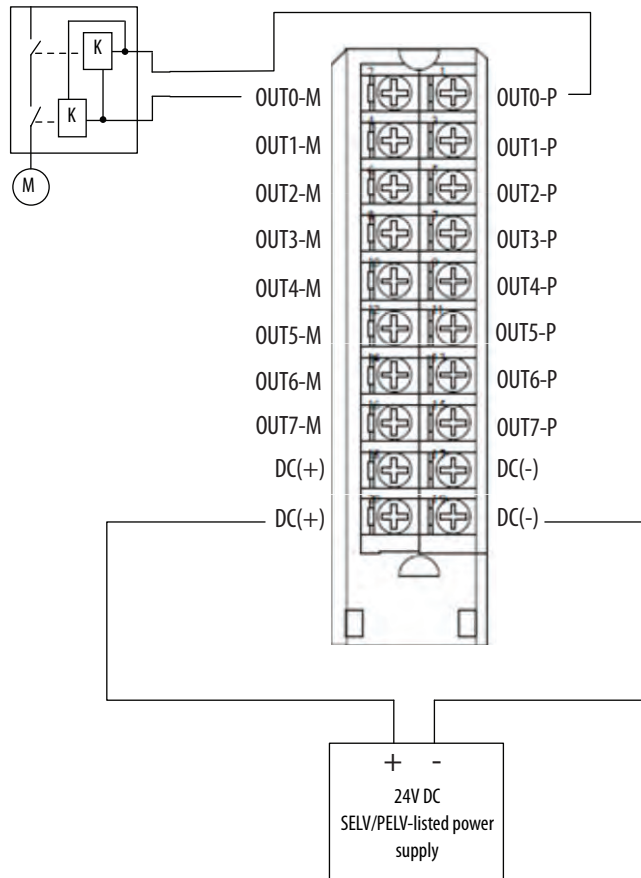 K
K
M
OUT0-M OUT0-P
OUT1-M OUT1-P
OUT2-M OUT2-P
OUT3-M OUT3-P
OUT4-M OUT4-P
OUT5-M OUT5-P
OUT6-M OUT6-P
OUT7-M OUT7-P
DC(+) DC(-)
DC(+) DC(-)
+ -
24V DC
SELV/PELV-listed power
supply